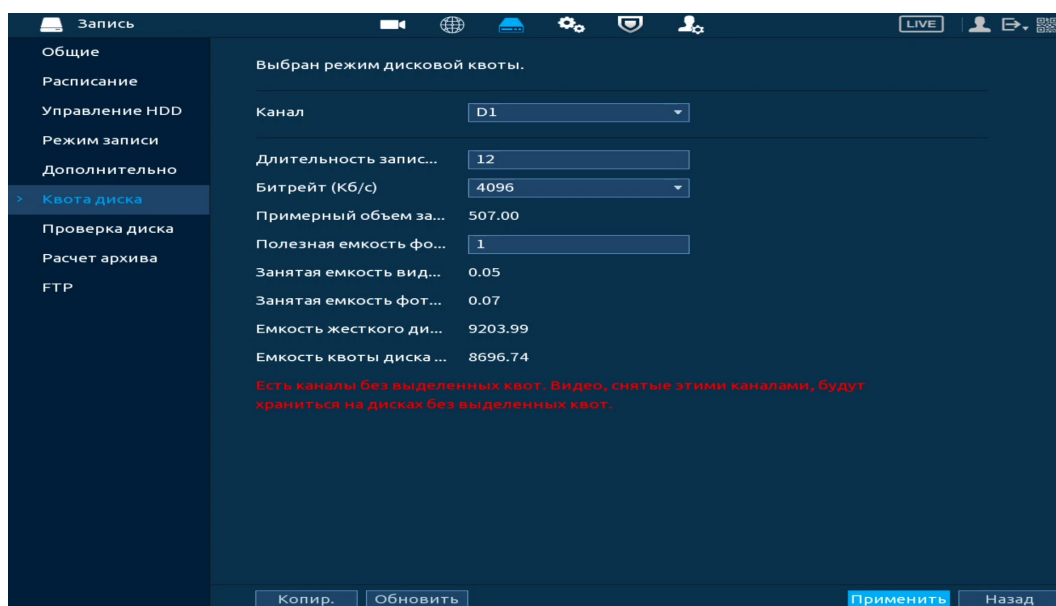 Запись
LIVE
Общие
Расписание
Управление HDD
Режим записи
Дополнительно
> Квота диска
Проверка диска
Расчет архива
FTP
Выбран режим дисковой квоты.
Канал D1
Длительность запис... 12
Битрейт (Кб/с) 4096
Примерный объем за... 507.00
Полезная емкость фо... 1
Занятая емкость вид... 0.05
Занятая емкость фот... 0.07
Емкость жесткого ди... 9203.99
Емкость квоты диска ... 8696.74
Есть каналы без выделенных квот. Видео, снятые этими каналами, будут
храниться на дисках без выделенных квот.
Копир. Обновить Применить Назад